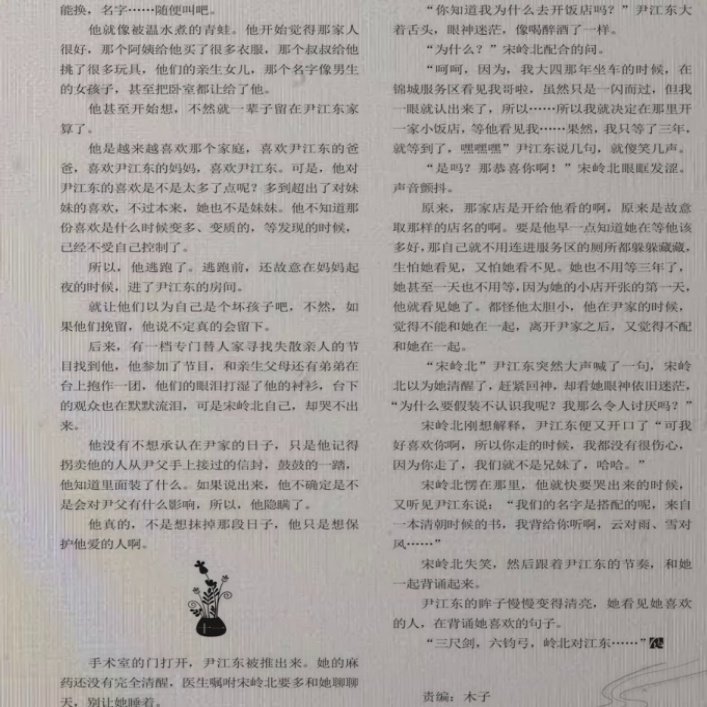 能换，名字……随便叫吧。
他就像被温水煮的青蛙。他开始觉得那家人
很好，那个阿姨给他买了很多衣服，那个叔叔给他
挑了很多玩具，他们的亲生女儿，那个名字像男生
的女孩子，甚至把卧室都让给了他。
他甚至开始想，不然就一辈子留在尹江东家
算了。
他是越来越喜欢那个家庭，喜欢尹江东的爸
爸，喜欢尹江东的妈妈，喜欢尹江东。可是，他对
尹江东的喜欢是不是太多了点呢？多到超出了对妹
妹的喜欢，不过本来，她也不是妹妹。他不知道那
份喜欢是什么时候变多、变质的，等发现的时候，
已经不受自己控制了。
所以，他逃跑了。逃跑前，还故意在妈妈起
夜的时候，进了尹江东的房间。
就让他们以为自己是个坏孩子吧，不然，如
果他们挽留，他说不定真的会留下。
后来，有一档专门替人家寻找失散亲人的节
目找到他，他参加了节目，和亲生父母还有弟弟在
台上抱作一团，他们的眼泪打湿了他的衬衫，台下
的观众也在默默流泪，可是宋岭北自己，却哭不出
来。
他没有不想承认在尹家的日子，只是他记得
拐卖他的人从尹父手上接过的信封，鼓鼓的一踏，
他知道里面装了什么。如果说出来，他不确定是不
是会对尹父有什么影响，所以，他隐瞒了。
他真的，不是想抹掉那段日子，他只是想保
护他爱的人啊。
十一
手术室的门打开，尹江东被推出来。她的麻
药还没有完全清醒，医生嘱咐宋岭北要多和她聊聊
天，别让她睡着。
“你知道我为什么去开饭店吗？”尹江东大
着舌头，眼神迷茫，像喝醉酒了一样。
“为什么？”宋岭北配合的问。
“呵呵，因为，我大四那年坐车的时候，在
锦城服务区看见我哥啦，虽然只是一闪而过，但我
一眼就认出来了，所以……所以我就决定在那里开
一家小饭店，等他看见我……果然，我只等了三年，
就等到了，嘿嘿嘿”尹江东说几句，就傻笑几声。
“是吗？那恭喜你啊！”宋岭北眼眶发涩。
声音颤抖。
原来，那家店是开给他看的啊，原来是故意
取那样的店名的啊。要是他早一点知道她在等他该
多好，那自己就不用连进服务区的厕所都躲躲藏藏，
生怕她看见，又怕她看不见。她也不用等三年了，
她甚至一天也不用等，因为她的小店开张的第一天，
他就看见她了。都怪他太胆小，他在尹家的时候，
觉得不能和她在一起，离开尹家之后，又觉得不配
和她在一起。
“宋岭北”尹江东突然大声喊了一句，宋岭
北以为她清醒了，赶紧回神，却看她眼神依旧迷茫，
“为什么要假装不认识我呢？我那么令人讨厌吗？”
宋岭北刚想解释，尹江东便又开口了“可我
好喜欢你啊，所以你走的时候，我都没有很伤心，
因为你走了，我们就不是兄妹了，哈哈。”
宋岭北愣在那里，他就快要哭出来的时候，
又听见尹江东说：“我们的名字是搭配的呢，来自
一本清朝时候的书，我背给你听啊，云对雨、雪对
风……”
宋岭北失笑，然后跟着尹江东的节奏，和她
一起背诵起来。
尹江东的眸子慢慢变得清亮，她看见她喜欢
的人，在背诵她喜欢的句子。
“三尺剑，六钧弓，岭北对江东……”
责编：木子